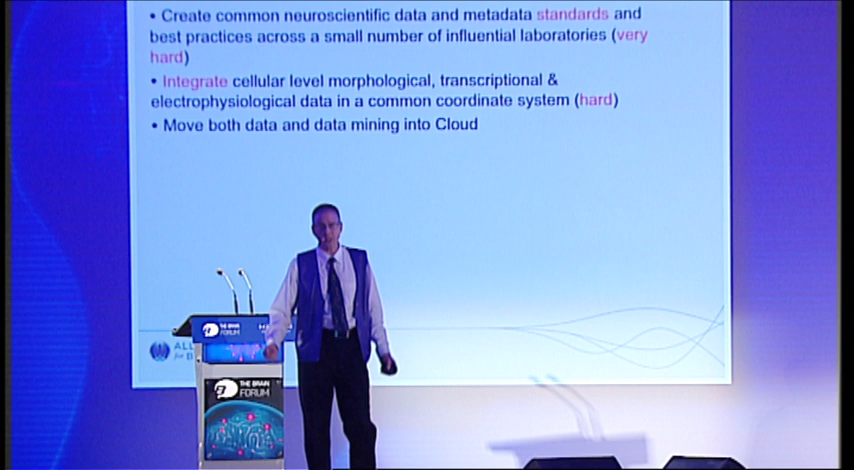 • Create common neuroscientific data and metadata standards and
best practices across a small number of influential laboratories (very
hard)
• Integrate cellular level morphological, transcriptional &
electrophysiological data in a common coordinate system (hard)
• Move both data and data mining into Cloud
THE BRAIN
FORUM
ALL
for B
THE BRAIN
FORUM